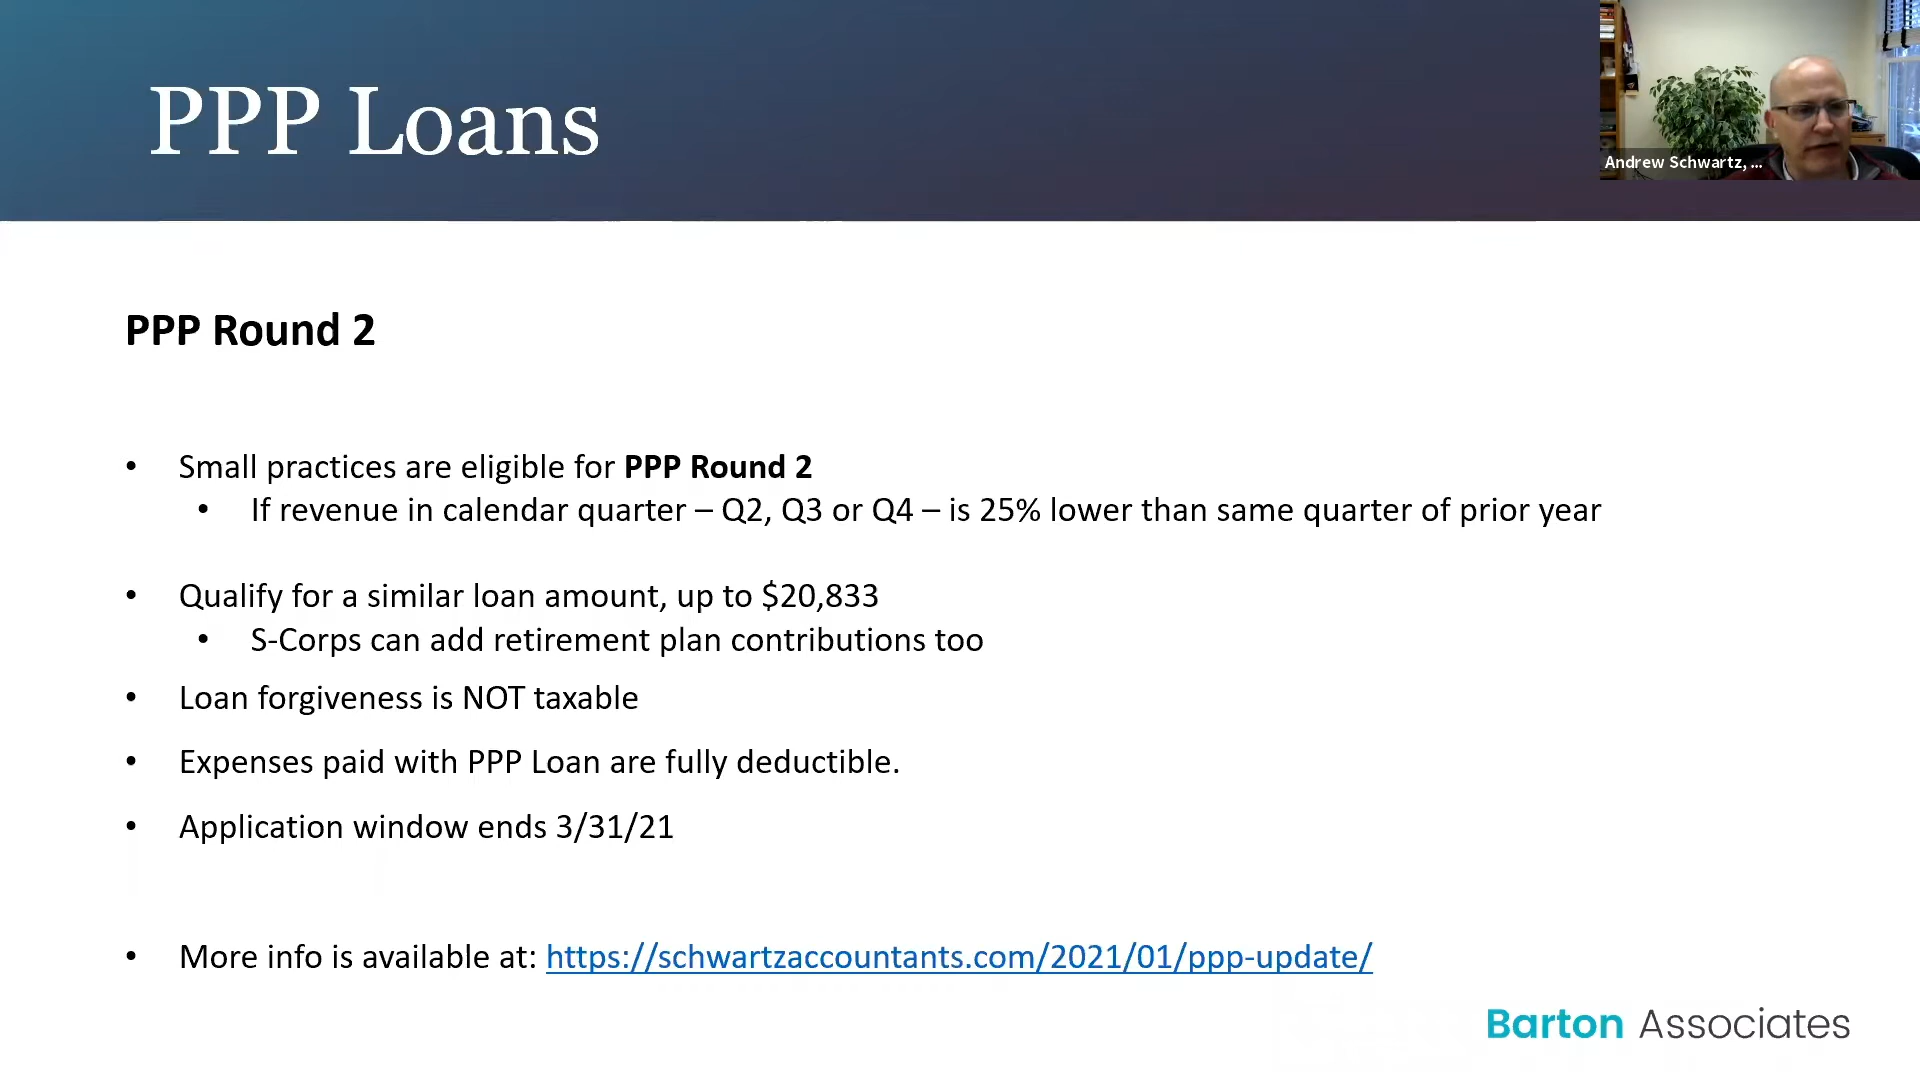 PPP Loans
Andrew Schwartz, ...
PPP Round 2
• Small practices are eligible for PPP Round 2
• If revenue in calendar quarter – Q2, Q3 or Q4 – is 25% lower than same quarter of prior year
• Qualify for a similar loan amount, up to $20,833
• S-Corps can add retirement plan contributions too
• Loan forgiveness is NOT taxable
• Expenses paid with PPP Loan are fully deductible.
• Application window ends 3/31/21
• More info is available at: https://schwartzaccountants.com/2021/01/ppp-update/
Barton Associates